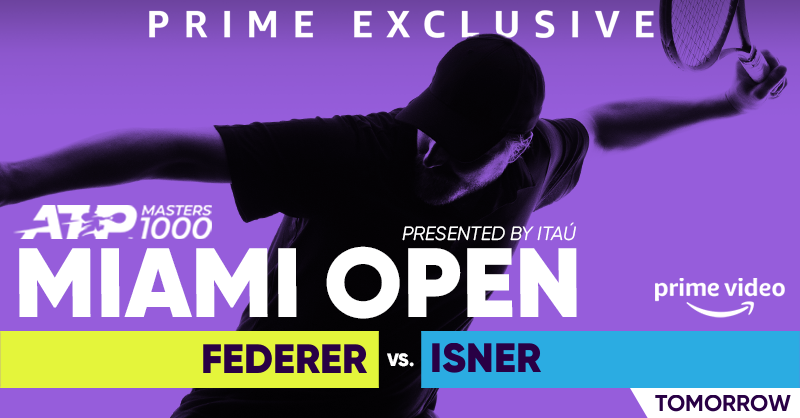 PRIME EXCLUSIVE
ATP MASTERS 1000
PRESENTED BY ITAÚ
MIAMI OPEN
prime video
FEDERER vs. ISNER
TOMORROW